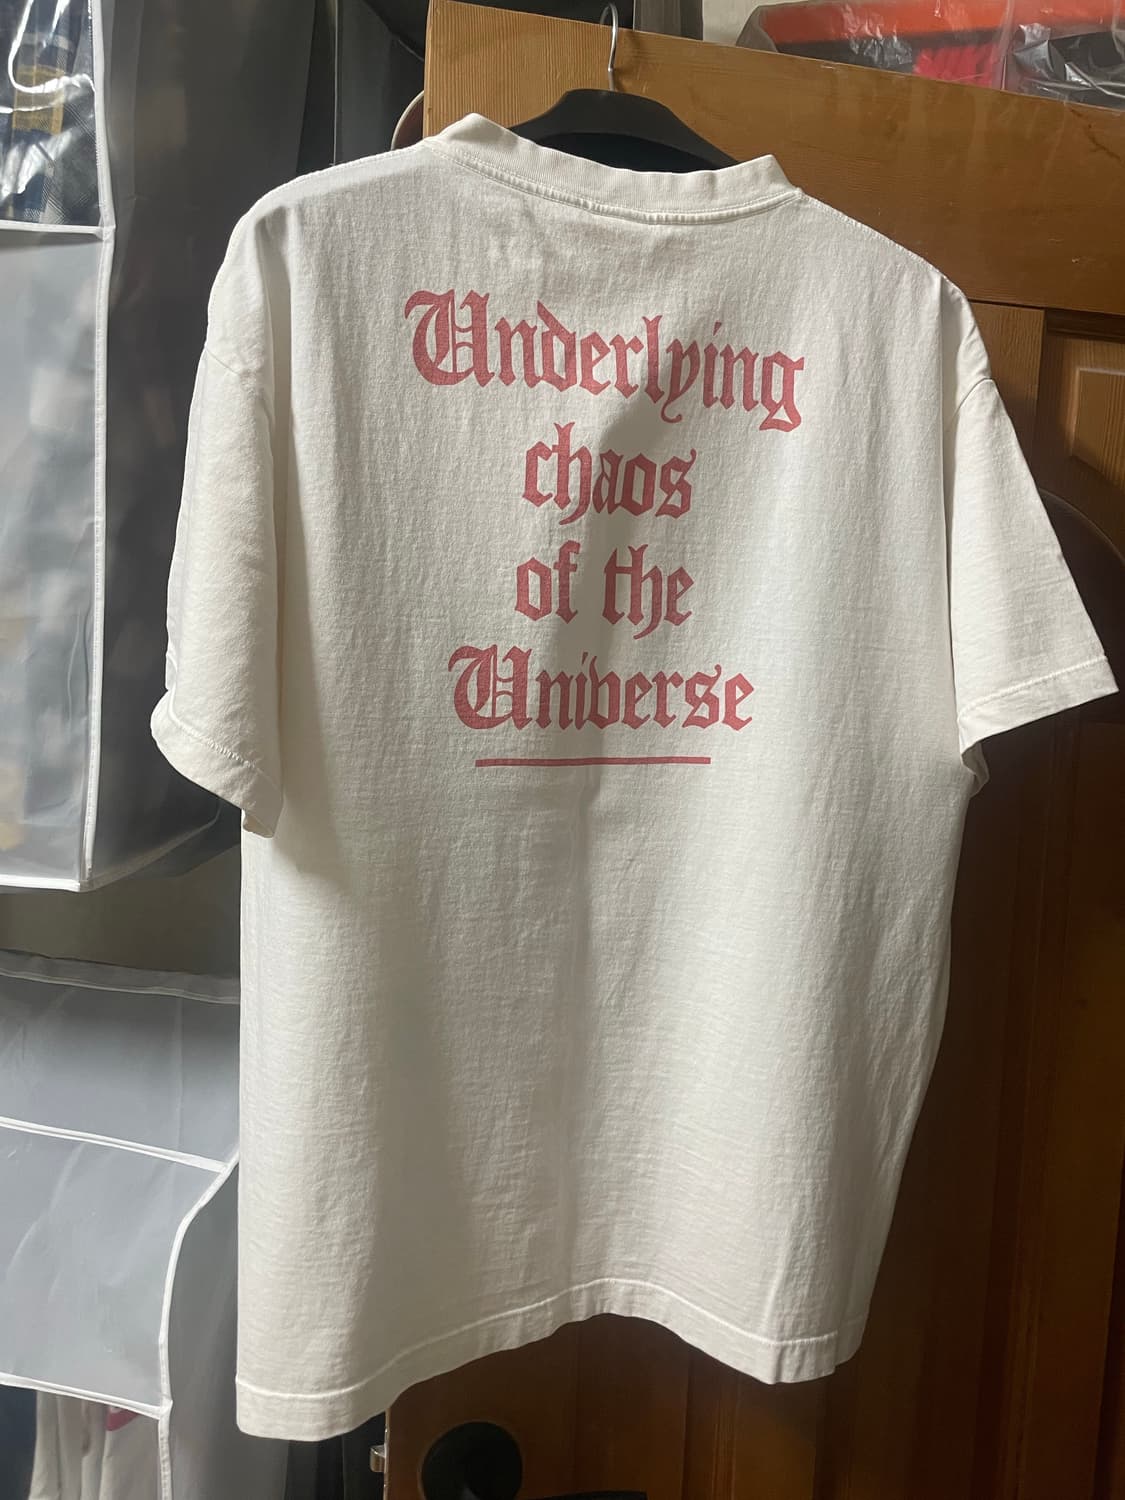 Underlying
chaos
of the
Universe